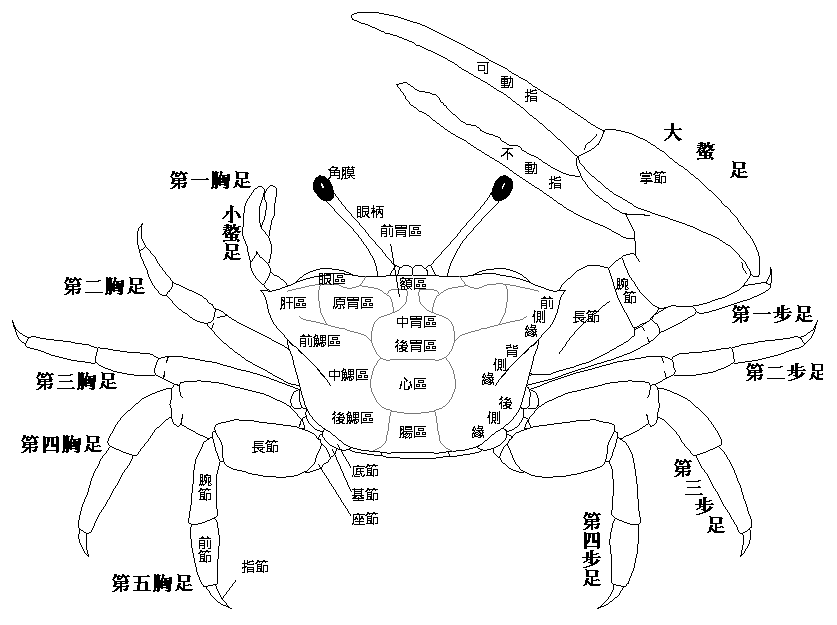 可動指
大螯足
不動指
掌節
第一胸足
角膜
小螯足
眼柄
前胃區
第二胸足
眼區
額區
肝區
原胃區
前側緣
腕節
長節
第一步足
中胃區
前鰓區
後胃區
背側緣
第三胸足
中鰓區
心區
第二步足
後側緣
後鰓區
腸區
第四胸足
長節
底節
基節
座節
腕節
第三步足
前節
第四步足
指節
第五胸足